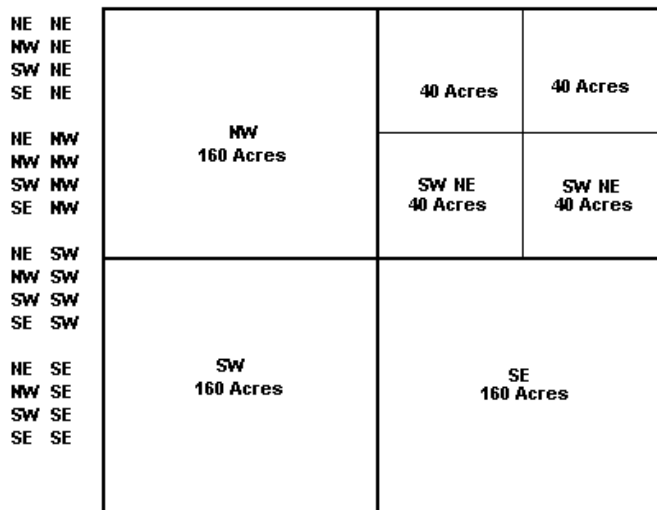 NE NE
NW NE
SW NE
SE NE
NE NW
NW NW
SW NW
SE NW
NE SW
NW SW
SW SW
SE SW
NE SE
NW SE
SW SE
SE SE
NW
160 Acres
40 Acres
40 Acres
SW NE
40 Acres
SW NE
40 Acres
SW
160 Acres
SE
160 Acres